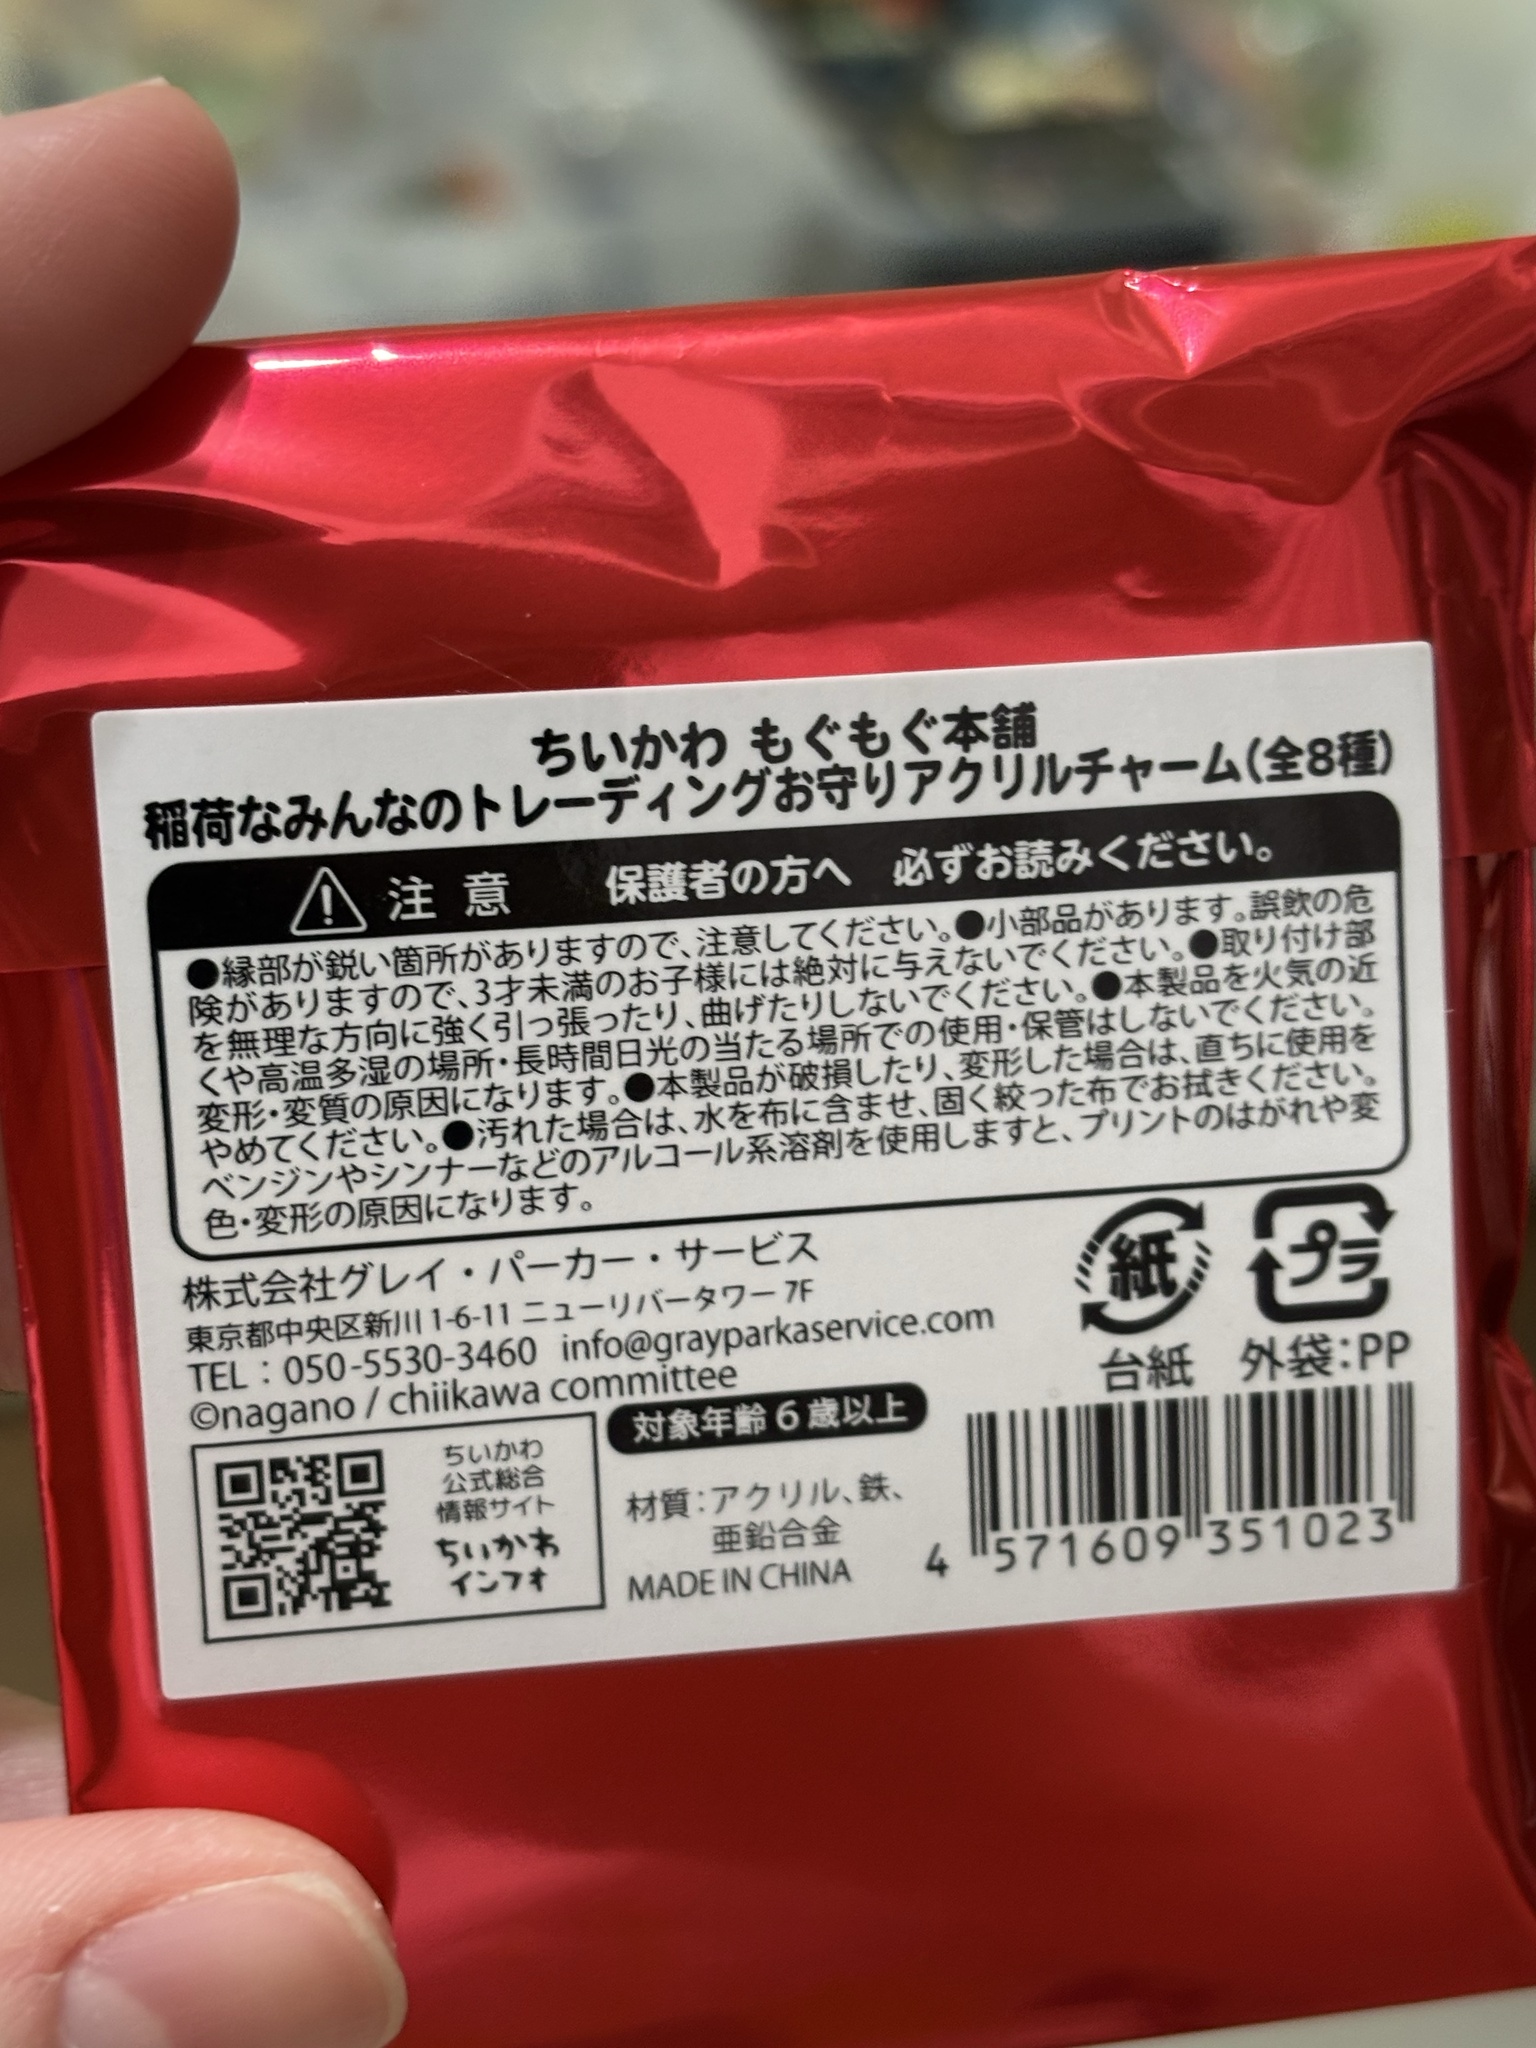 ちいかわ もぐもぐ本舗
稲荷なみんなのトレーディングお守りアクリルチャーム(全8種)
注意 保護者の方へ 必ずお読みください。
●縁部が鋭い箇所がありますので、注意してください。●小部品があります。誤飲の危
険がありますので、3才未満のお子様には絶対に与えないでください。●取り付け部
を無理な方向に強く引っ張ったり、曲げたりしないでください。●本製品を火気の近
くや高温多湿の場所・長時間日光の当たる場所での使用・保管はしないでください。
変形・変質の原因になります。●本製品が破損したり、変形した場合は、直ちに使用を
やめてください。●汚れた場合は、水を布に含ませ、固く絞った布でお拭きください。
ベンジンやシンナーなどのアルコール系溶剤を使用しますと、プリントのはがれや変
色・変形の原因になります。
株式会社グレイ・パーカー・サービス
東京都中央区新川1-6-11 ニューリバータワー 7F
TEL：050-5530-3460 info@grayparkaservice.com
©nagano / chiikawa committee
紙
台紙
プラ
外袋：PP
ちいかわ
公式総合
情報サイト
ちいかわ
インフォ
対象年齢6歳以上
材質：アクリル、鉄、
亜鉛合金
MADE IN CHINA
4 571609 351023